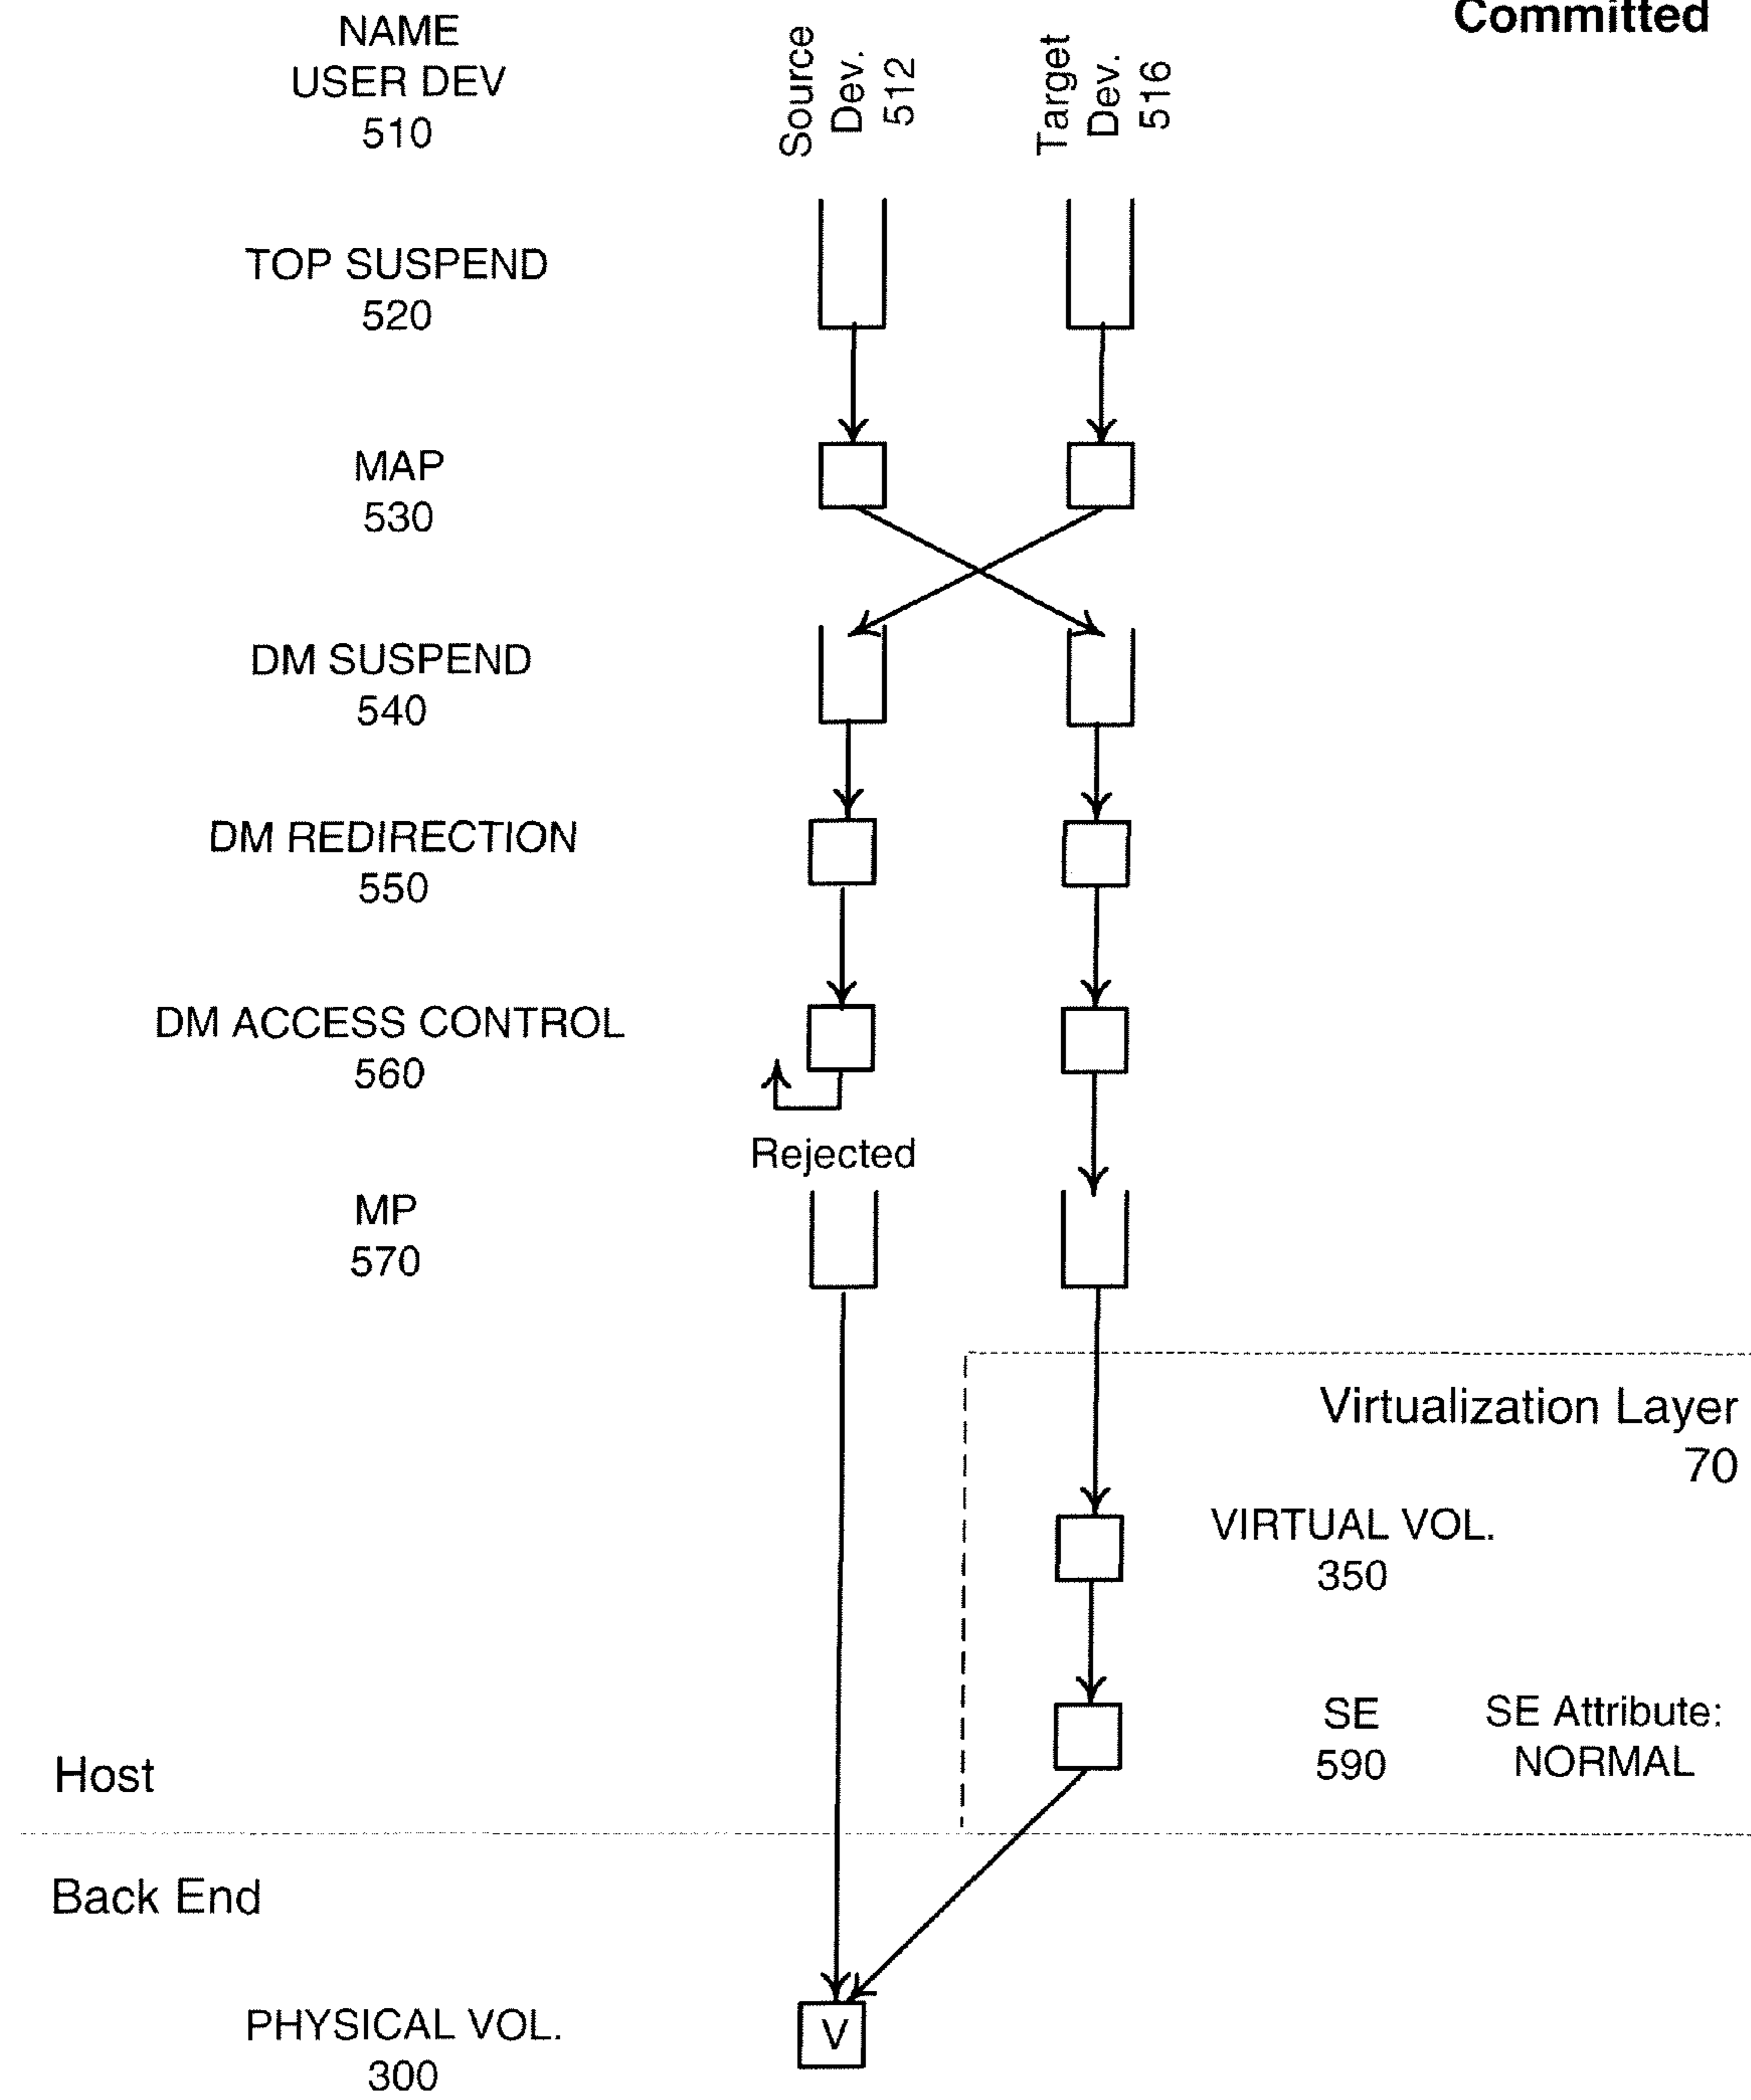 Committed
NAME
USER DEV
510
Source
Dev.
512
Target
Dev.
516
TOP SUSPEND
520
MAP
530
DM SUSPEND
540
DM REDIRECTION
550
DM ACCESS CONTROL
560
Rejected
MP
570
Virtualization Layer
70
VIRTUAL VOL.
350
SE
590
SE Attribute:
NORMAL
Host
Back End
PHYSICAL VOL.
300
V